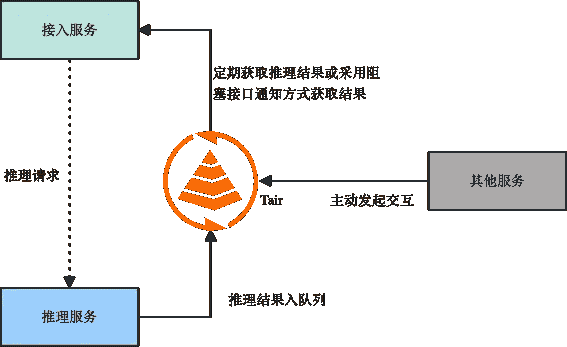 接入服务
定期获取推理结果或采用阻
塞接口通知方式获取结果
推理请求
Tair
主动发起交互
其他服务
推理结果入队列
推理服务